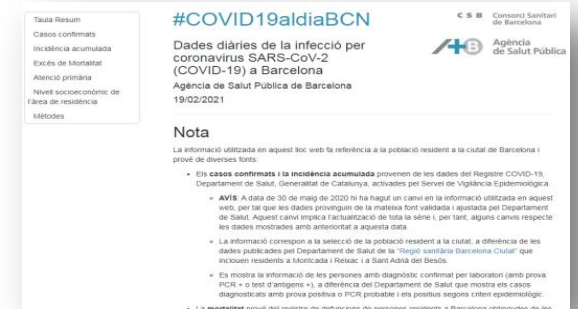 Taula Resum
Casos confirmats
Incidència acumulada
Excés de Mortalitat
Atenció primària
Nivell socioeconòmic de
l'àrea de residència
Mètodes
#COVID19aldiaBCN
Dades diàries de la infecció per
coronavirus SARS-CoV-2
(COVID-19) a Barcelona
Agència de Salut Pública de Barcelona
19/02/2021
C S B Consorci Sanitari
de Barcelona
Agència
de Salut Pública
Nota
La informació utilitzada en aquest lloc web fa referència a la població resident a la ciutat de Barcelona i
prové de diverses fonts:
• Els casos confirmats i la incidència acumulada provenen de les dades del Registre COVID-19,
Departament de Salut, Generalitat de Catalunya, activades pel Servei de Vigilància Epidemiològica.
AVÍS: A data de 30 de maig de 2020 hi ha hagut un canvi en la informació utilitzada en aquest
web, per tal que les dades provinguin de la mateixa font validada i ajustada pel Departament
de Salut. Aquest canvi implica l'actualizació de tota la sèrie i, per tant, alguns canvis respecte
les dades mostrades amb anterioritat a aquesta data.
La informació correspon a la selecció de la població resident a la ciutat, a diferència de les
dades publicades pel Departament de Salut de la "Regió sanitària Barcelona Ciutat" que
inclouen residents a Montcada i Reixac i a Sant Adrià del Besòs.
Es mostra la informació de les persones amb diagnòstic confirmat per laboratori (amb prova
PCR + o test d'antígens +), a diferència del Departament de Salut que mostra els casos
diagnosticats amb prova positiva o PCR probable i els positius segons criteri epidemiològic.
• La mortalitat prové del registre de defuncions de persones residents a Barcelona obtingudes de les